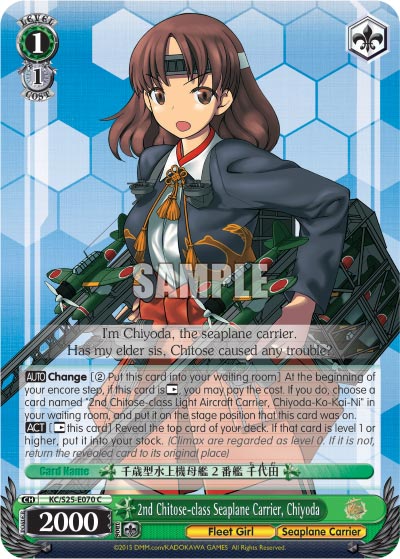 LEVEL
1
1
COST
SAMPLE
I'm Chiyoda, the seaplane carrier.
Has my elder sis, Chitose caused any trouble?
AUTO Change [② Put this card into your waiting room] At the beginning of
your encore step, if this card is , you may pay the cost. If you do, choose a
card named "2nd Chitose-class Light Aircraft Carrier, Chiyoda-Ko-Kai-Ni" in
your waiting room, and put it on the stage position that this card was on.
ACT [ this card] Reveal the top card of your deck. If that card is level 1 or
higher, put it into your stock. (Climax are regarded as level 0. If it is not,
return the revealed card to its original place.)
Card Name 千歳型水上機母艦2番艦 千代田
CH KC/S25-E070 C
2nd Chitose-class Seaplane Carrier, Chiyoda
POWER 2000
Fleet Girl Seaplane Carrier
©2013 DMM.com/KADOKAWA GAMES All Rights Reserved.